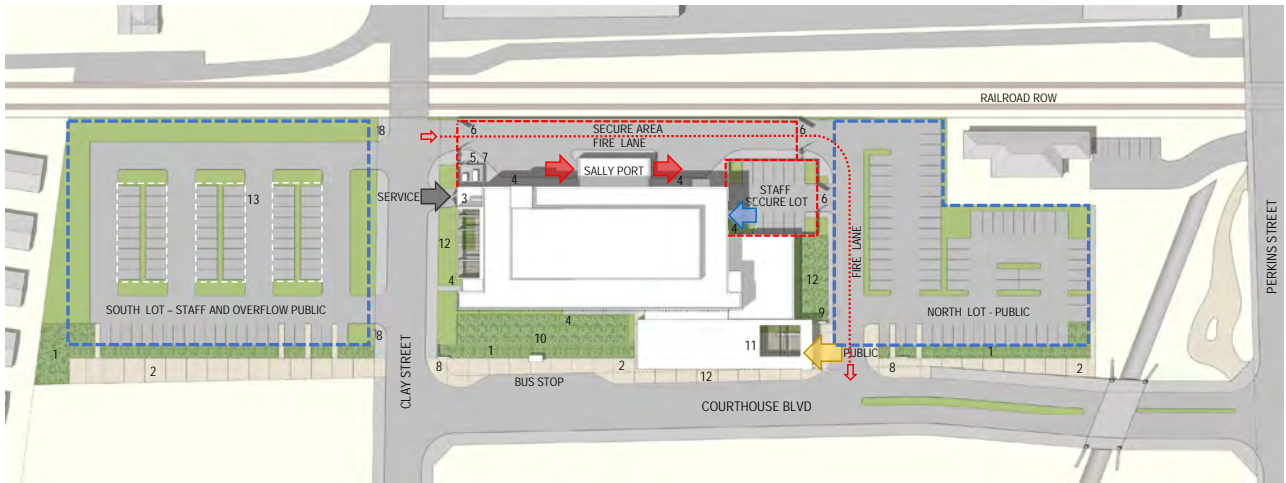 RAILROAD ROW
8
6
SECURE AREA
6
FIRE LANE
5, 7
4
SALLY PORT
4
13
SERVICE
3
STAFF
SECURE LOT
6
4
PERKINS STREET
12
12
FIRE LANE
4
SOUTH LOT – STAFF AND OVERFLOW PUBLIC
4
9
NORTH LOT - PUBLIC
8
10
11
1
1
2
8
2
12
PUBLIC
8
1
2
BUS STOP
CLAY STREET
COURTHOUSE BLVD